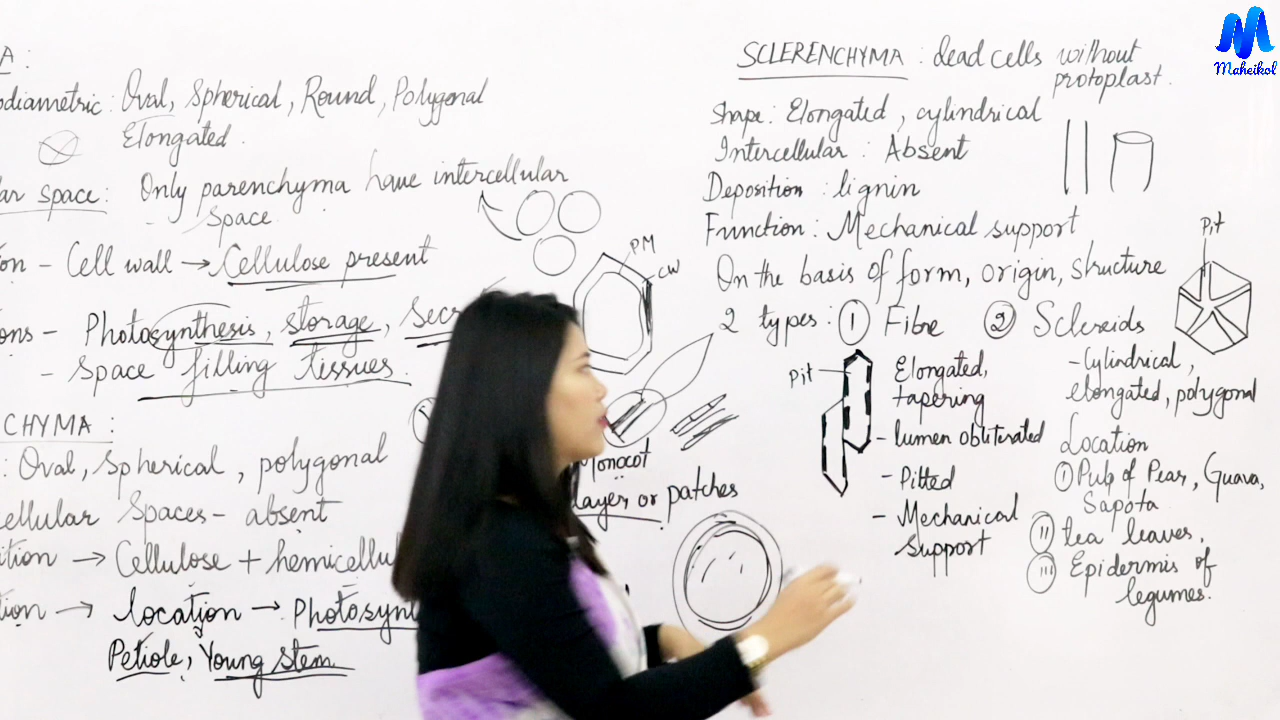 A :
odiametric : Oval, Spherical, Round, Polygonal
Elongated.
ar space : Only parenchyma have intercellular
space
on - Cell wall → Cellulose present
ons - Photosynthesis, storage, Secr
- Space filling tissues.
CHYMA :
: Oval, Spherical, polygonal
cellular Spaces - absent
ition → Cellulose + hemicellul
tion → location → Photosynt
Petiole, Young stem
PM
CW
Monocot
layer or patches
SCLERENCHYMA : dead cells without
protoplast.
Shape : Elongated, cylindrical
Intercellular : Absent
Deposition : lignin
Function : Mechanical support
On the basis of form, origin, structure
2 types : ① Fibre ② Sclereids
Pit
Elongated,
tapering
- lumen obliterated
- Pitted
- Mechanical
support
Pit
- Cylindrical,
elongated, polygonal
Location
① Pulp of Pear, Guava,
Sapota
(II) tea leaves,
(III) Epidermis of
legumes.
Maheikol